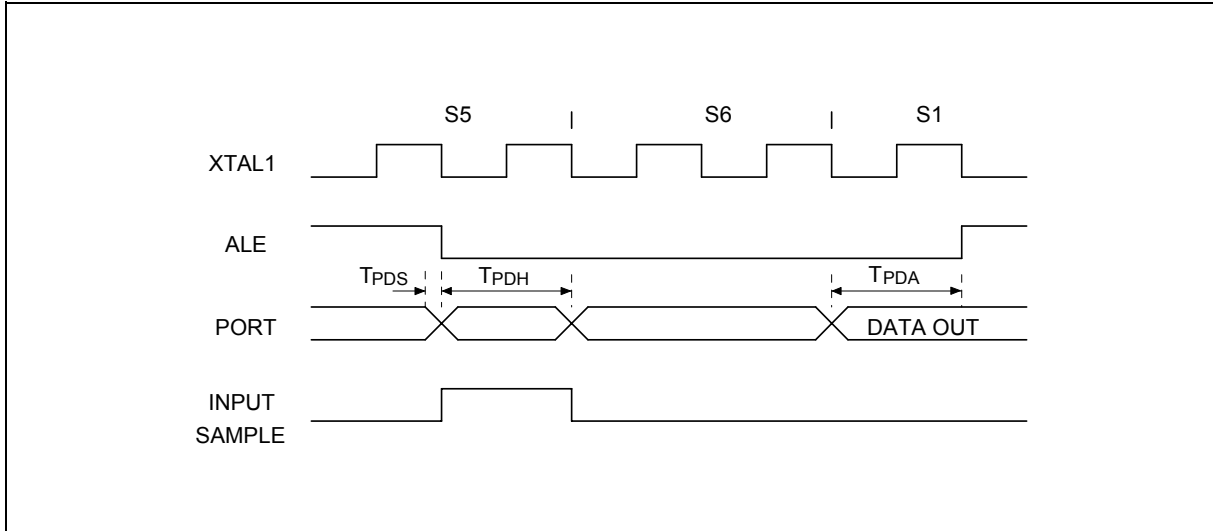 S5 | S6 | S1
XTAL1
ALE
TPDS TPDH TPDA
PORT DATA OUT
INPUT
SAMPLE